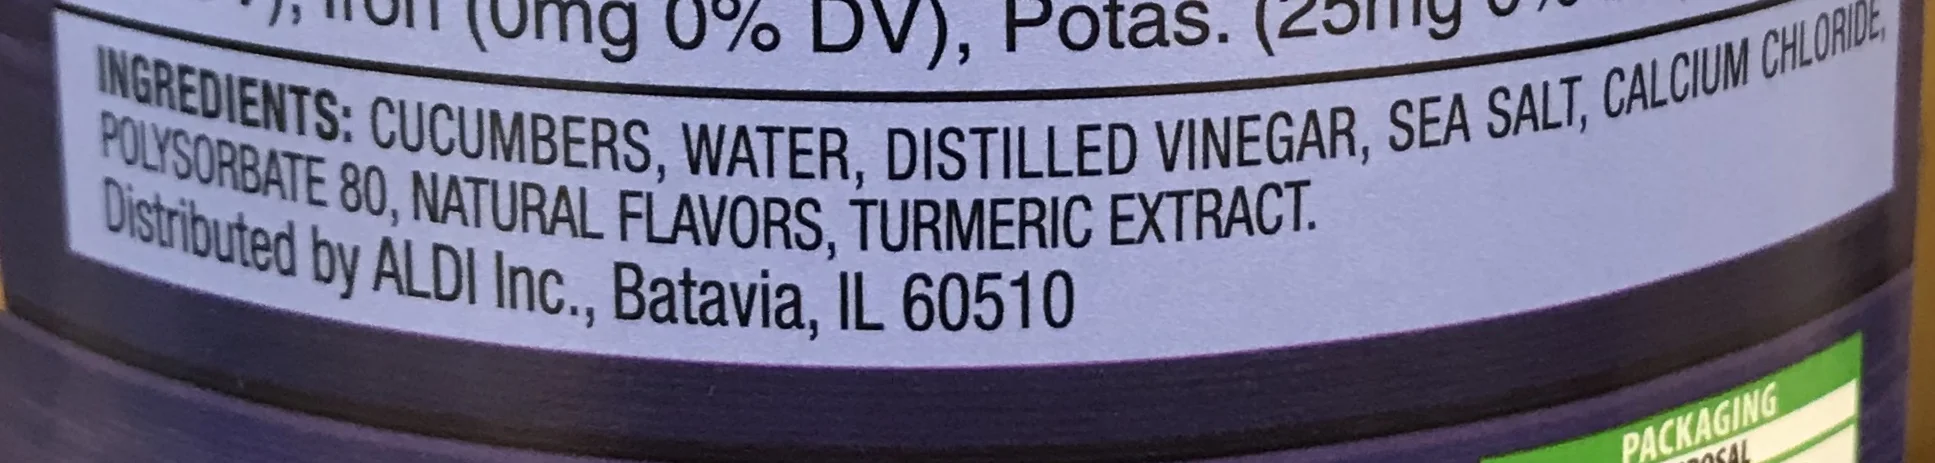 Iron (0mg 0% DV), Potas. (25mg 0%
INGREDIENTS: CUCUMBERS, WATER, DISTILLED VINEGAR, SEA SALT, CALCIUM CHLORIDE,
POLYSORBATE 80, NATURAL FLAVORS, TURMERIC EXTRACT.
Distributed by ALDI Inc., Batavia, IL 60510
PACKAGING